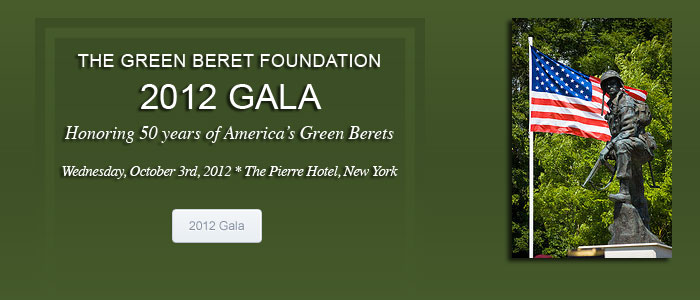 THE GREEN BERET FOUNDATION
2012 GALA
Honoring 50 years of America's Green Berets
Wednesday, October 3rd, 2012 * The Pierre Hotel, New York
2012 Gala